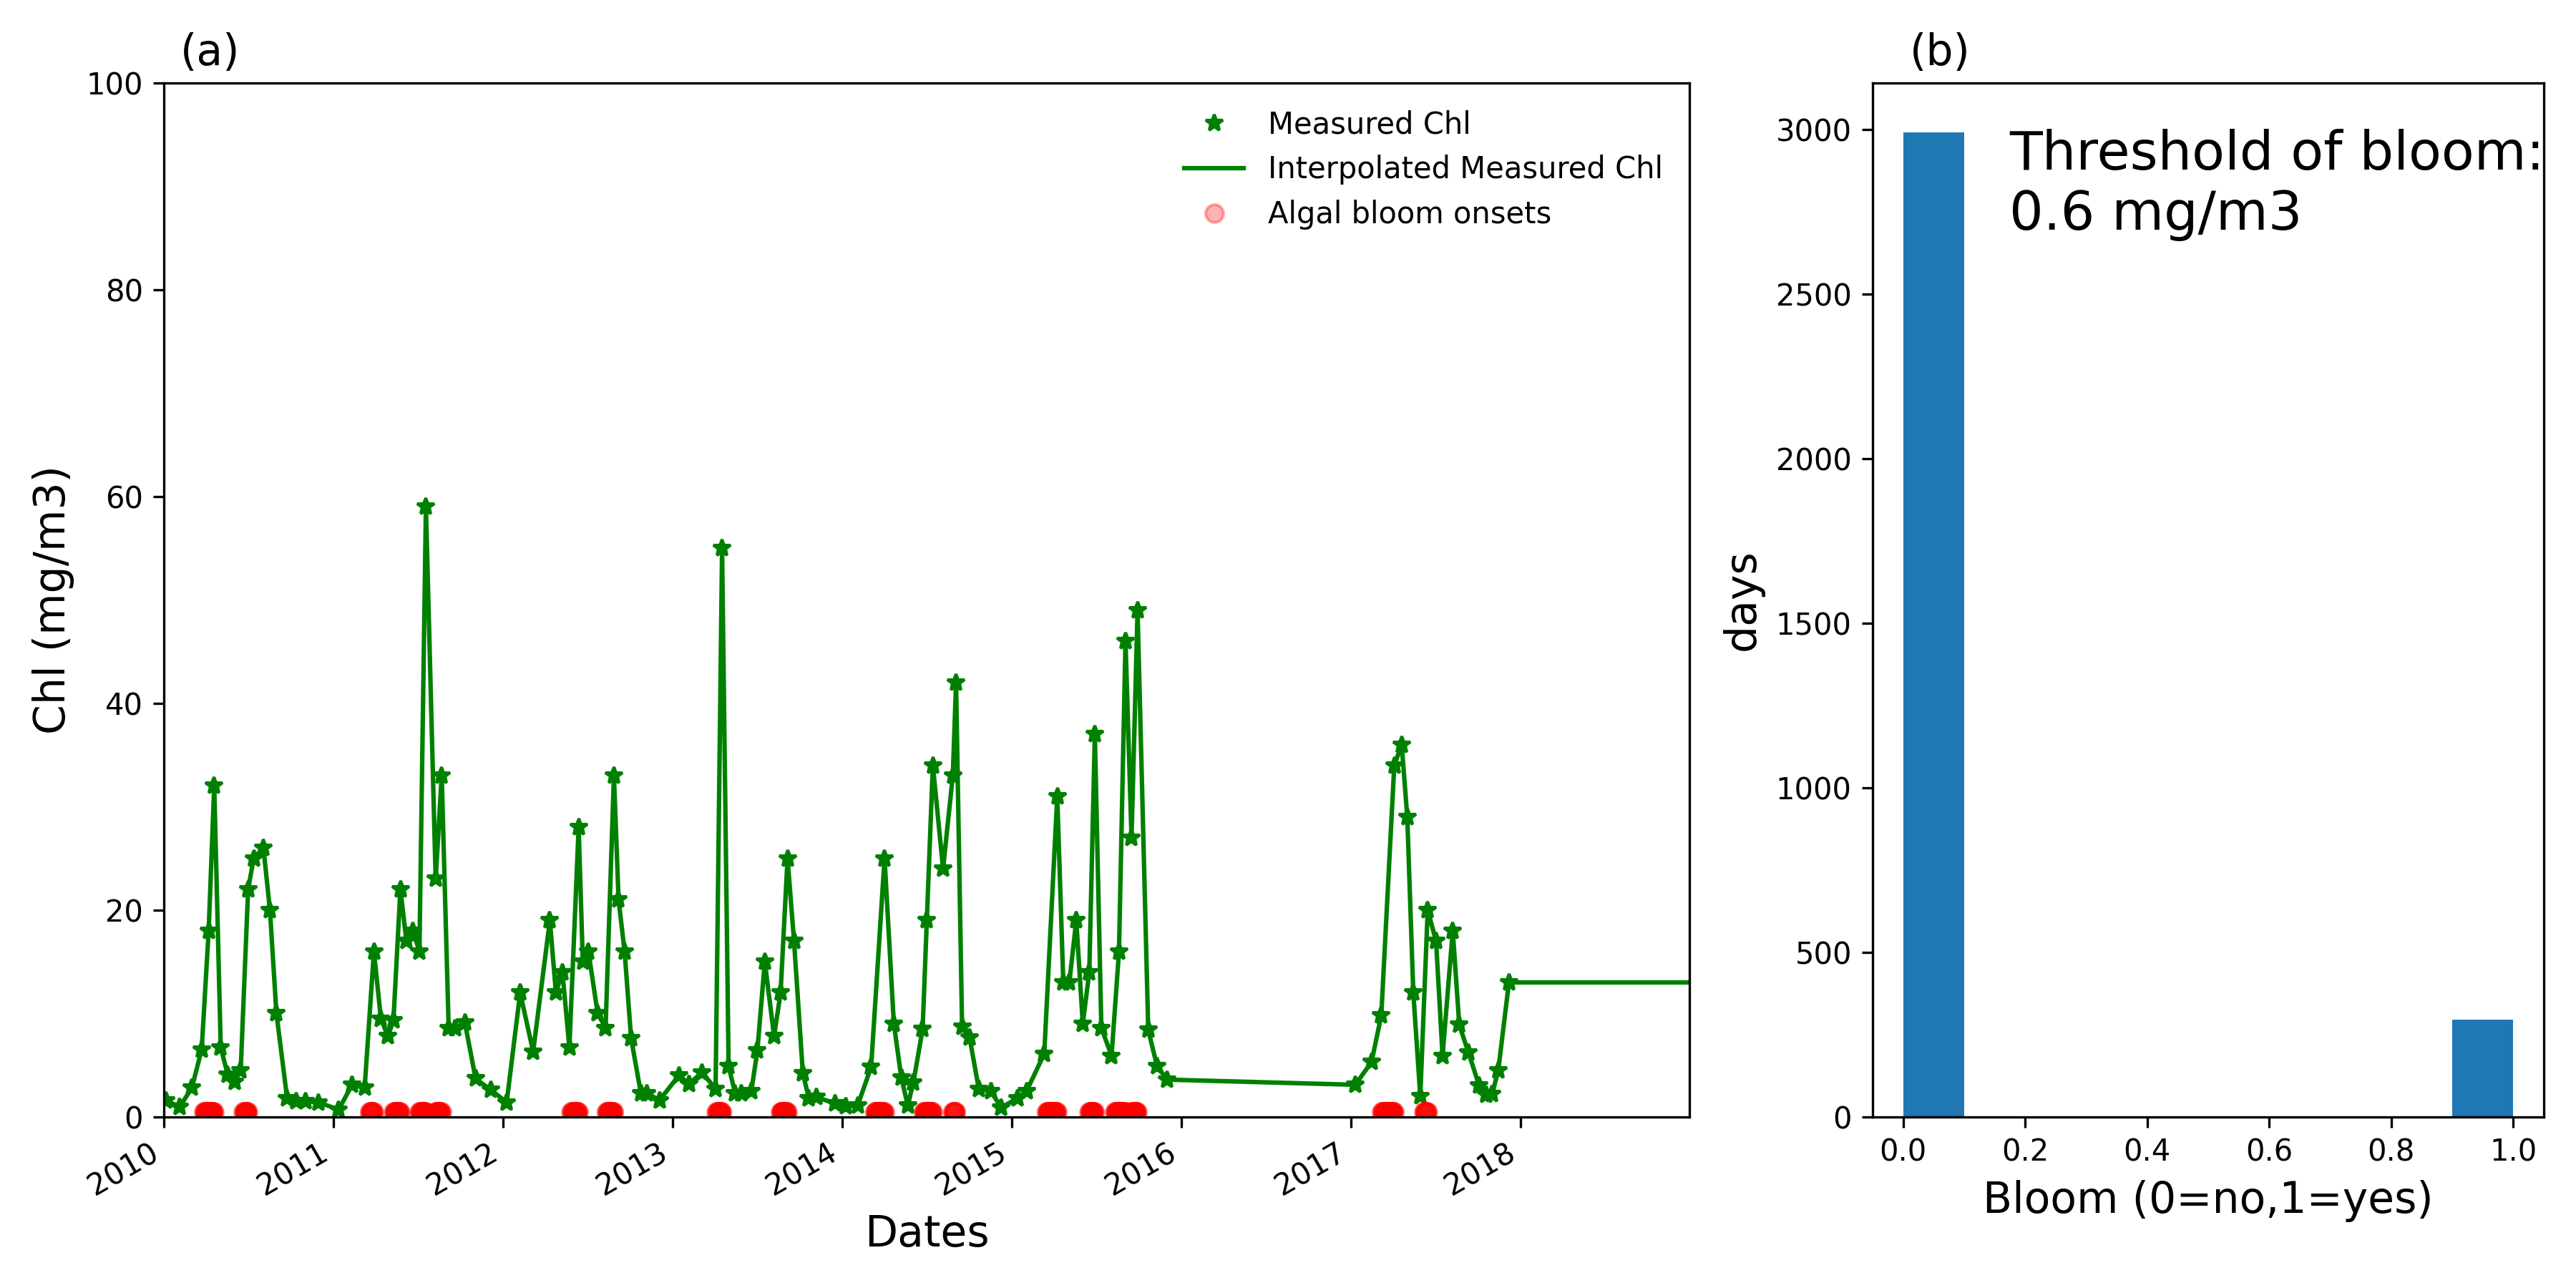 (a)
100
80
60
40
20
0
Chl (mg/m3)
Measured Chl
Interpolated Measured Chl
Algal bloom onsets
2010 2011 2012 2013 2014 2015 2016 2017 2018
Dates
(b)
3000
2500
2000
1500
1000
500
0
days
Threshold of bloom:
0.6 mg/m3
0.0 0.2 0.4 0.6 0.8 1.0
Bloom (0=no,1=yes)